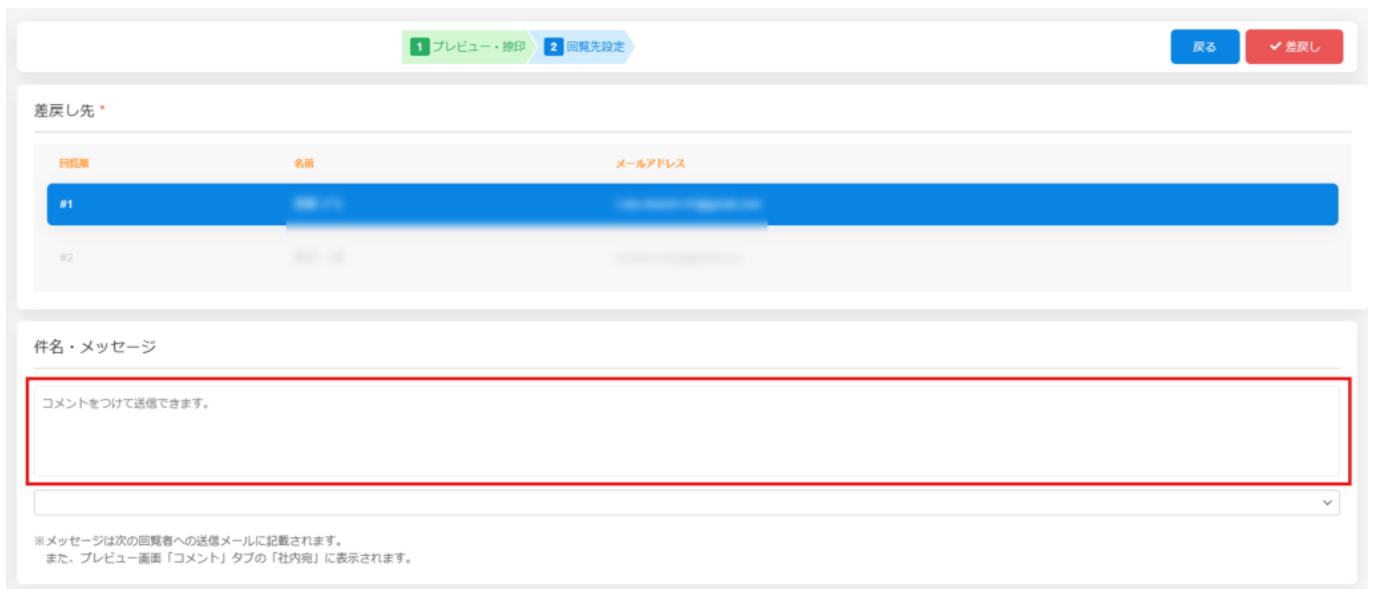 1 プレビュー・捺印 2 回覧先設定 戻る ✓ 差戻し
差戻し先 *
回覧順 名前 メールアドレス
#1
#2
件名・メッセージ
コメントをつけて送信できます。
※メッセージは次の回覧者への送信メールに記載されます。
また、プレビュー画面「コメント」タブの「社内宛」に表示されます。